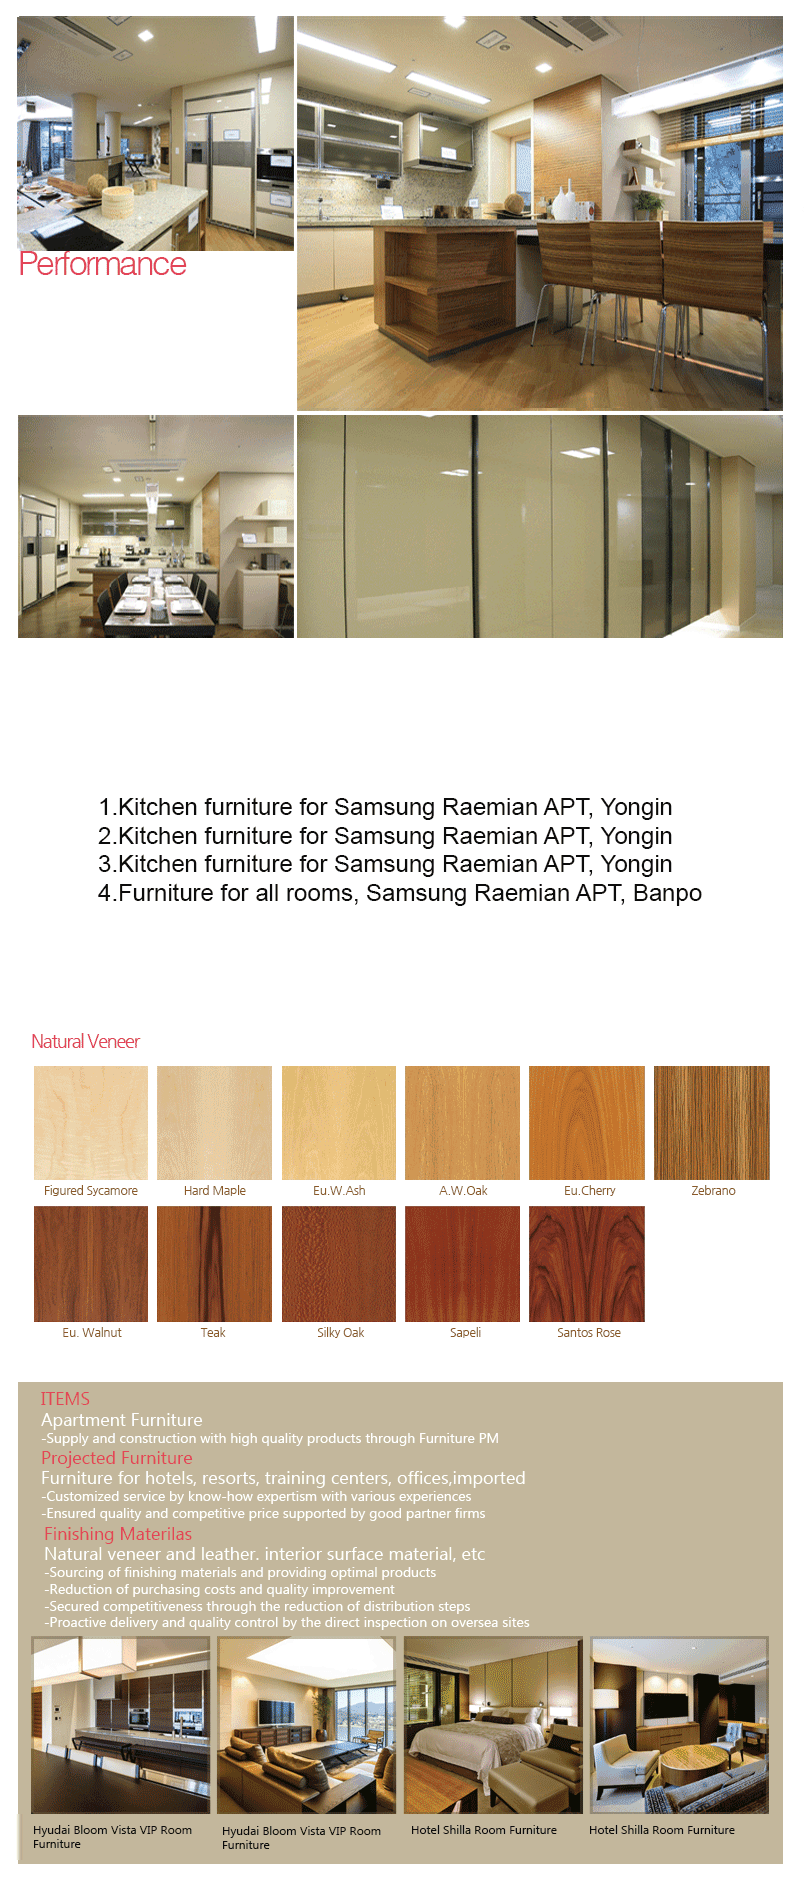 Performance
1.Kitchen furniture for Samsung Raemian APT, Yongin
2.Kitchen furniture for Samsung Raemian APT, Yongin
3.Kitchen furniture for Samsung Raemian APT, Yongin
4.Furniture for all rooms, Samsung Raemian APT, Banpo
Natural Veneer
Figured Sycamore Hard Maple Eu.W.Ash A.W.Oak Eu.Cherry Zebrano
Eu. Walnut Teak Silky Oak Sapeli Santos Rose
ITEMS
Apartment Furniture
-Supply and construction with high quality products through Furniture PM
Projected Furniture
Furniture for hotels, resorts, training centers, offices,imported
-Customized service by know-how expertism with various experiences
-Ensured quality and competitive price supported by good partner firms
Finishing Materilas
Natural veneer and leather. interior surface material, etc
-Sourcing of finishing materials and providing optimal products
-Reduction of purchasing costs and quality improvement
-Secured competitiveness through the reduction of distribution steps
-Proactive delivery and quality control by the direct inspection on oversea sites
Hyudai Bloom Vista VIP Room
Furniture
Hyudai Bloom Vista VIP Room
Furniture
Hotel Shilla Room Furniture
Hotel Shilla Room Furniture